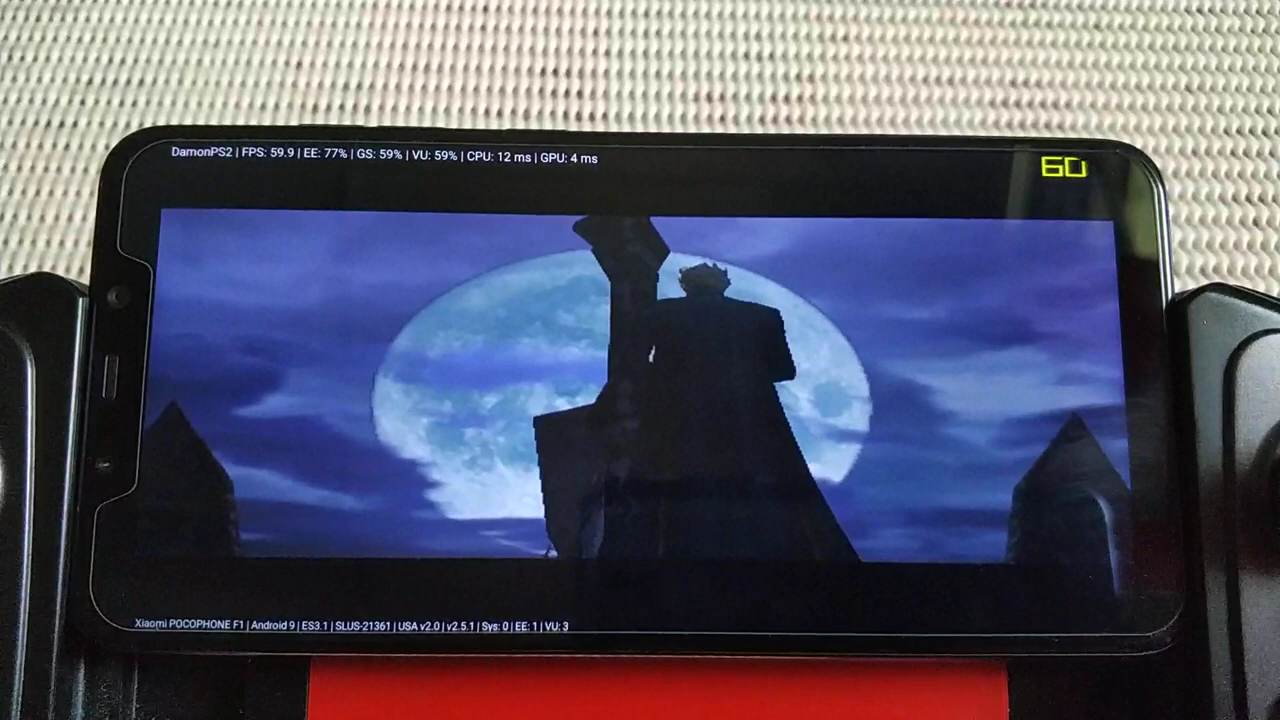 DamonPS2 | FPS: 59.9 | EE: 77% | GS: 59% | VU: 59% | CPU: 12 ms | GPU: 4 ms
60
Xiaomi POCOPHONE F1 | Android 9 | ES3.1 | SLUS-21361 | USA v2.0 | v2.5.1 | Sys: 0 | EE: 1 | VU: 3